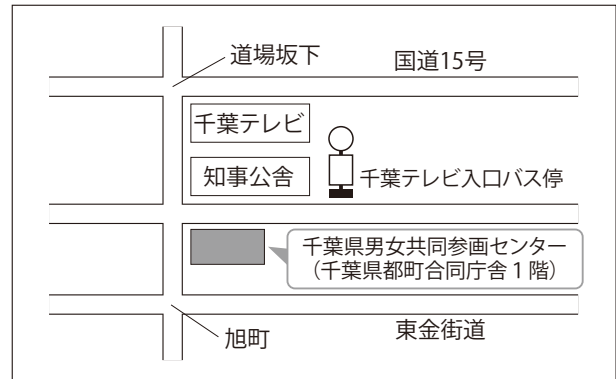 道場坂下
国道15号
千葉テレビ
知事公舎
千葉テレビ入口バス停
千葉県男女共同参画センター
（千葉県都町合同庁舎１階）
旭町
東金街道